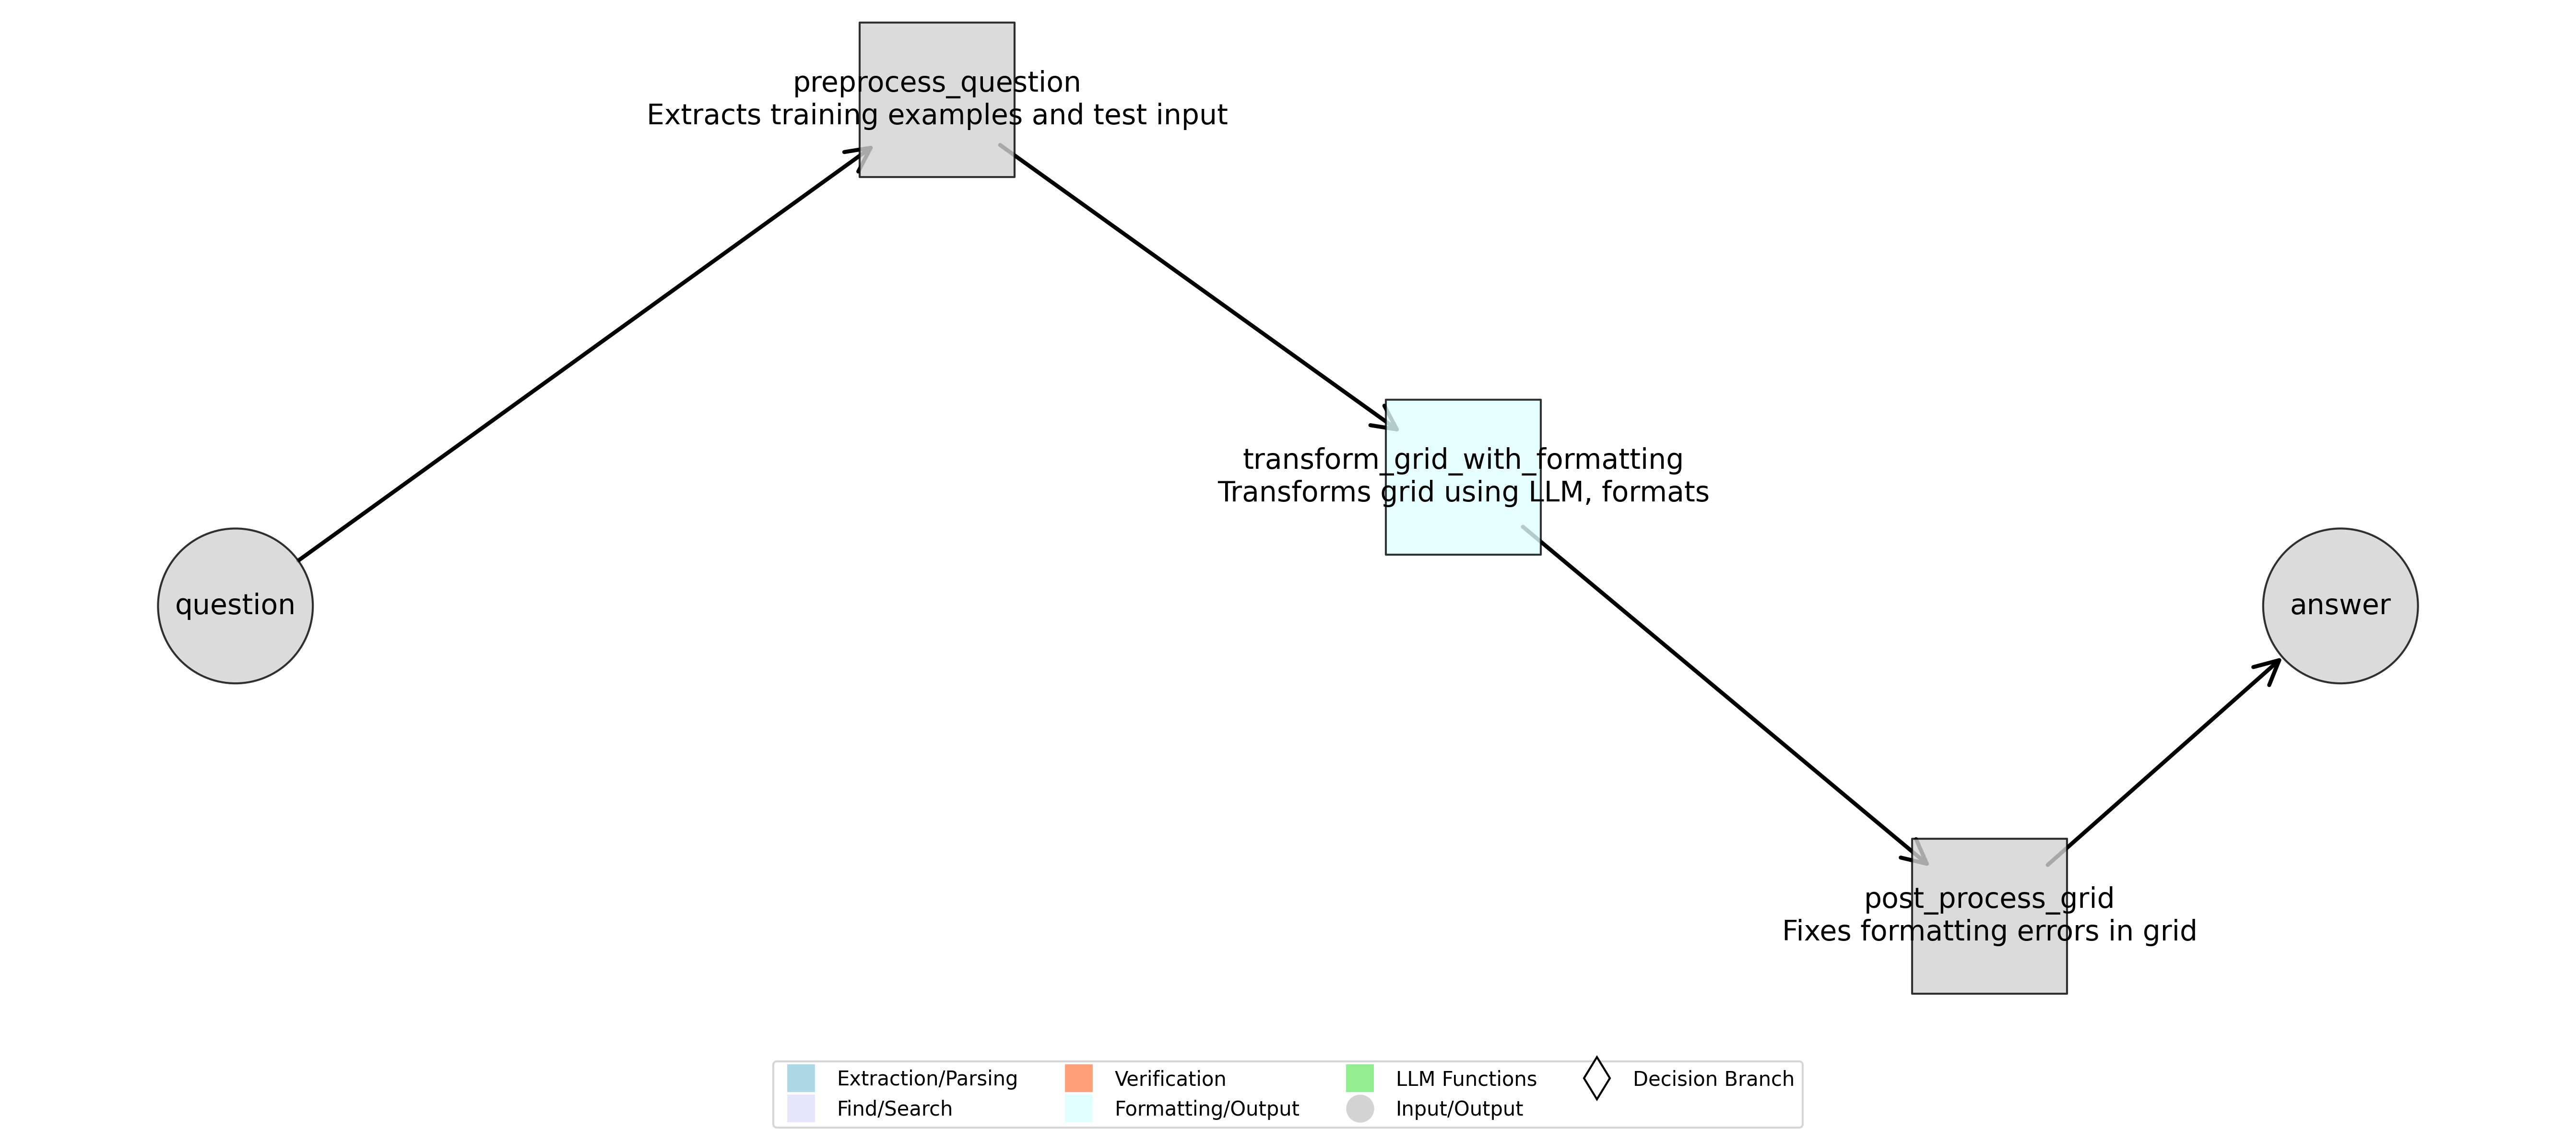 preprocess_question
Extracts training examples and test input
transform_grid_with_formatting
Transforms grid using LLM, formats
question
answer
post_process_grid
Fixes formatting errors in grid
Extraction/Parsing
Find/Search
Verification
Formatting/Output
LLM Functions
Input/Output
Decision Branch